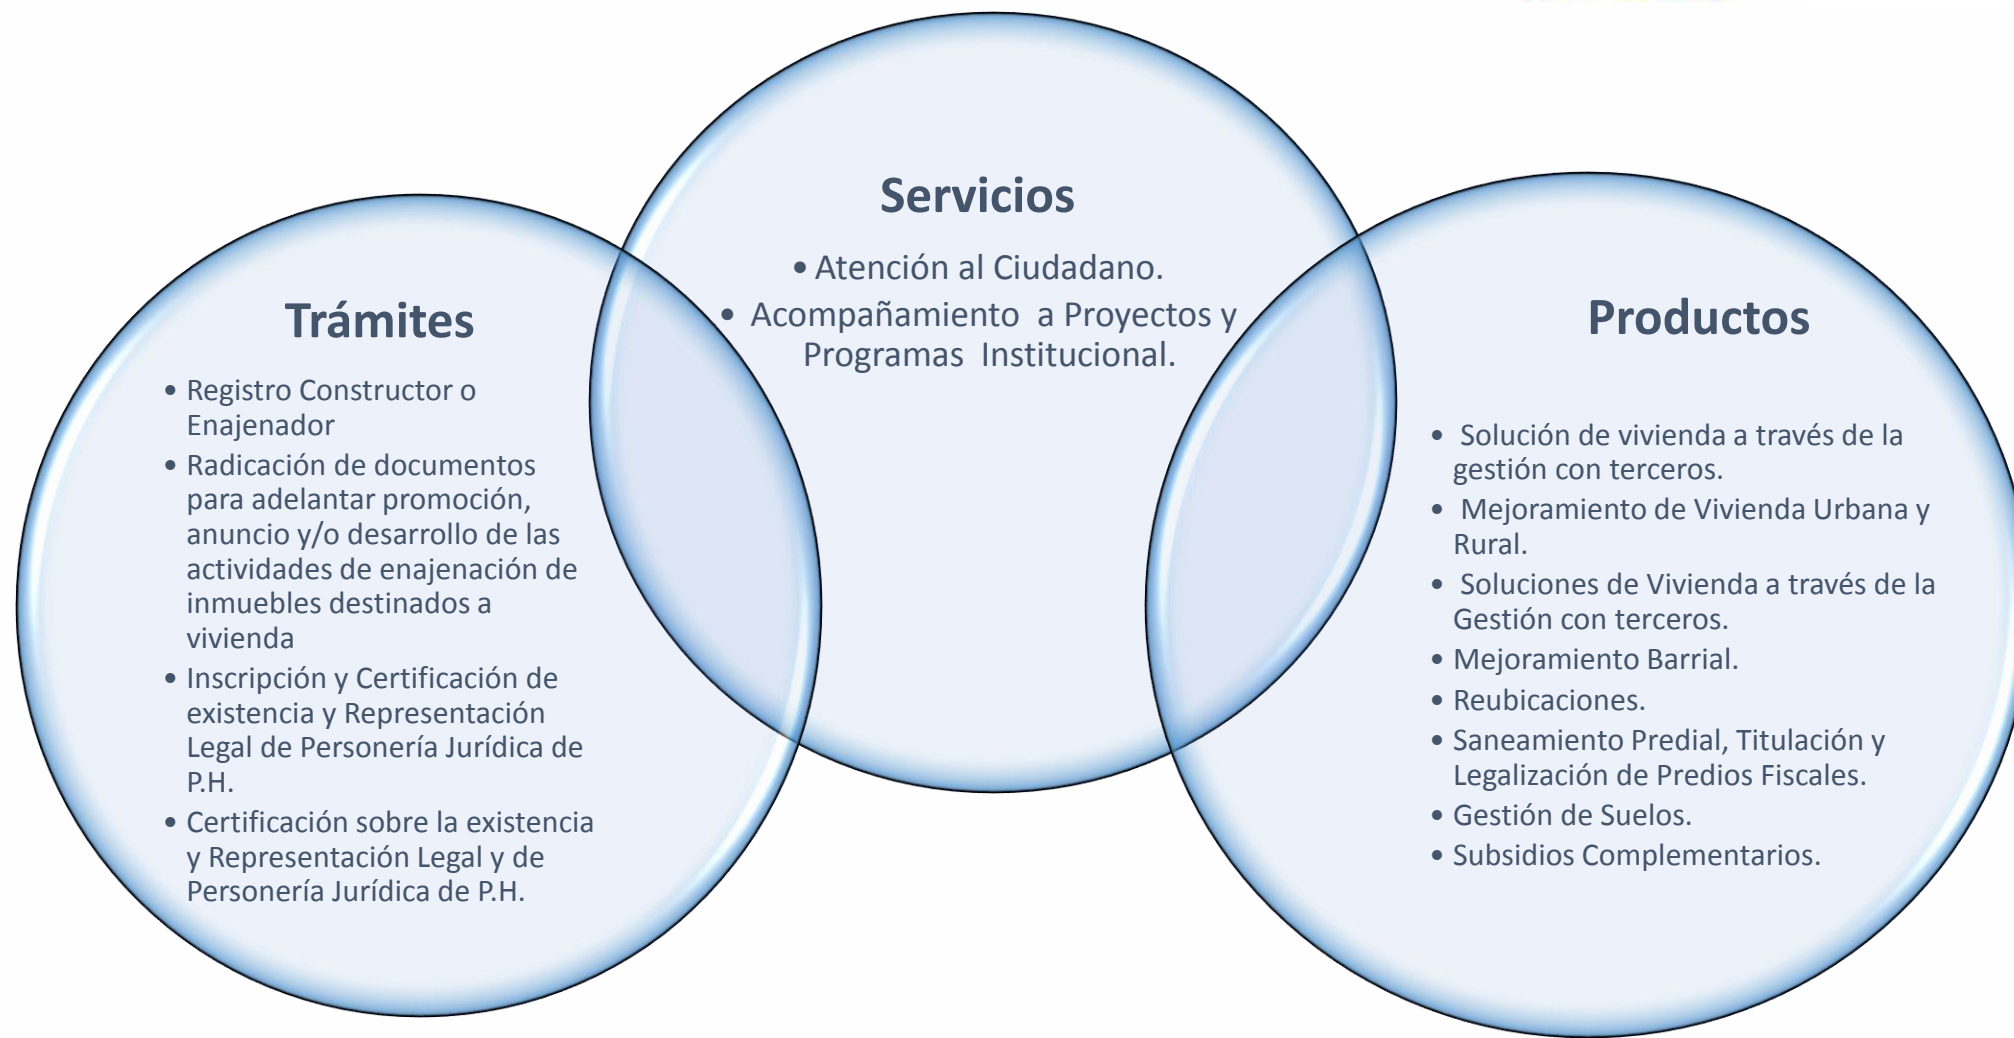 Trámites
• Registro Constructor o
Enajenador
• Radicación de documentos
para adelantar promoción,
anuncio y/o desarrollo de las
actividades de enajenación de
inmuebles destinados a
vivienda
• Inscripción y Certificación de
existencia y Representación
Legal de Personería Jurídica de
P.H.
• Certificación sobre la existencia
y Representación Legal y de
Personería Jurídica de P.H.
Servicios
• Atención al Ciudadano.
• Acompañamiento a Proyectos y
Programas Institucional.
Productos
• Solución de vivienda a través de la
gestión con terceros.
• Mejoramiento de Vivienda Urbana y
Rural.
• Soluciones de Vivienda a través de la
Gestión con terceros.
• Mejoramiento Barrial.
• Reubicaciones.
• Saneamiento Predial, Titulación y
Legalización de Predios Fiscales.
• Gestión de Suelos.
• Subsidios Complementarios.